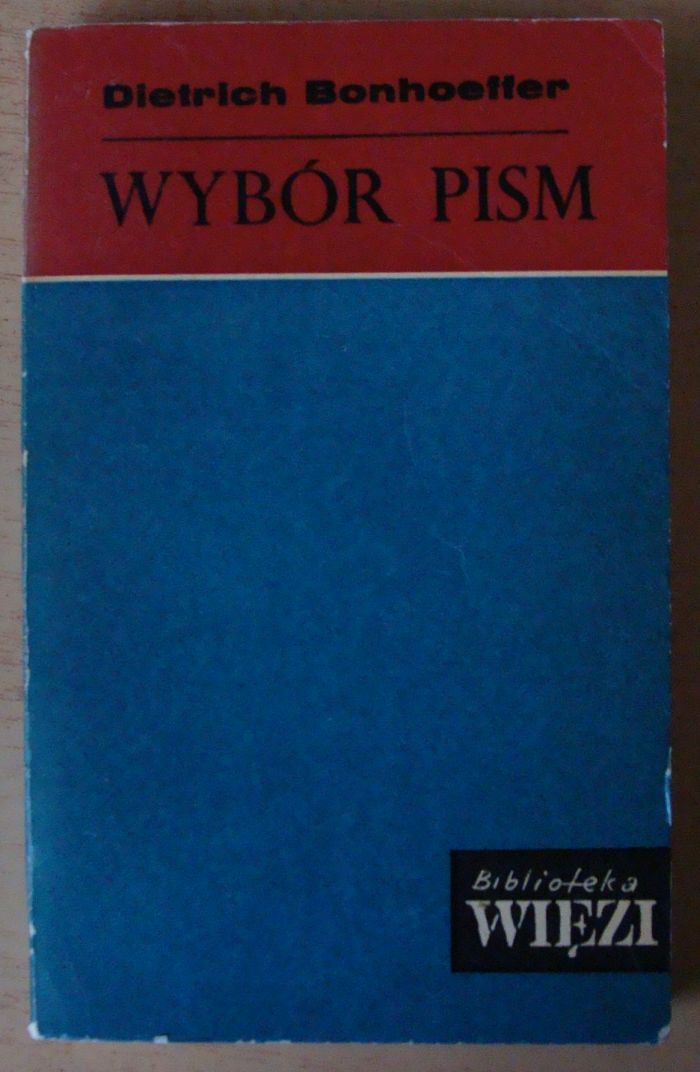 Dietrich Bonhoeffer
WYBÓR PISM
Biblioteka
WIĘZI